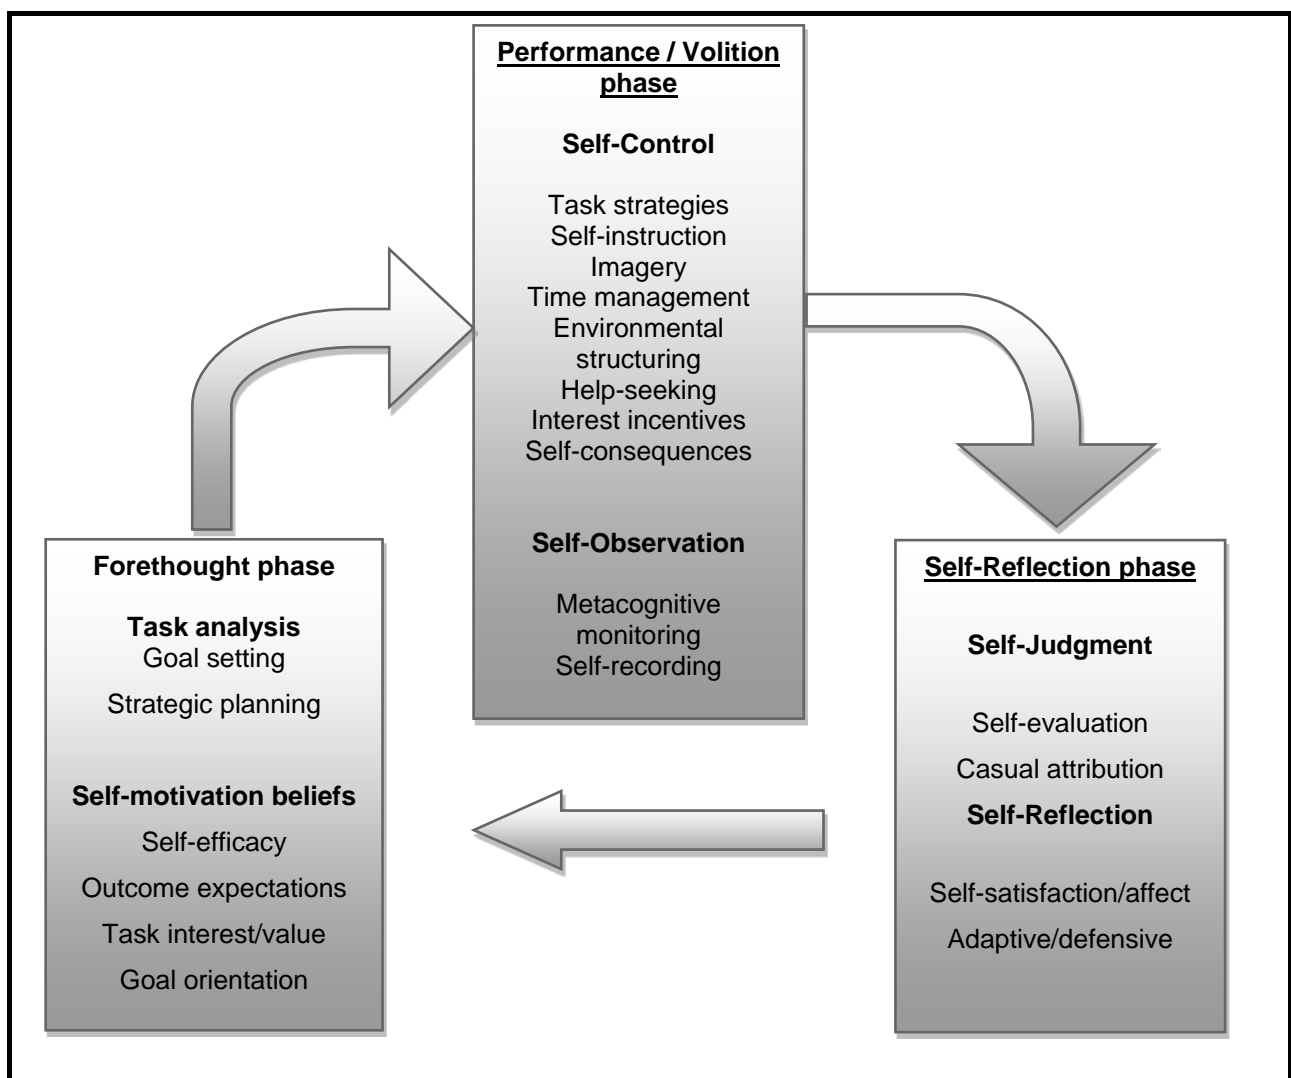 Performance / Volition
phase
Self-Control
Task strategies
Self-instruction
Imagery
Time management
Environmental
structuring
Help-seeking
Interest incentives
Self-consequences
Self-Observation
Metacognitive
monitoring
Self-recording
Forethought phase
Task analysis
Goal setting
Strategic planning
Self-motivation beliefs
Self-efficacy
Outcome expectations
Task interest/value
Goal orientation
Self-Reflection phase
Self-Judgment
Self-evaluation
Casual attribution
Self-Reflection
Self-satisfaction/affect
Adaptive/defensive